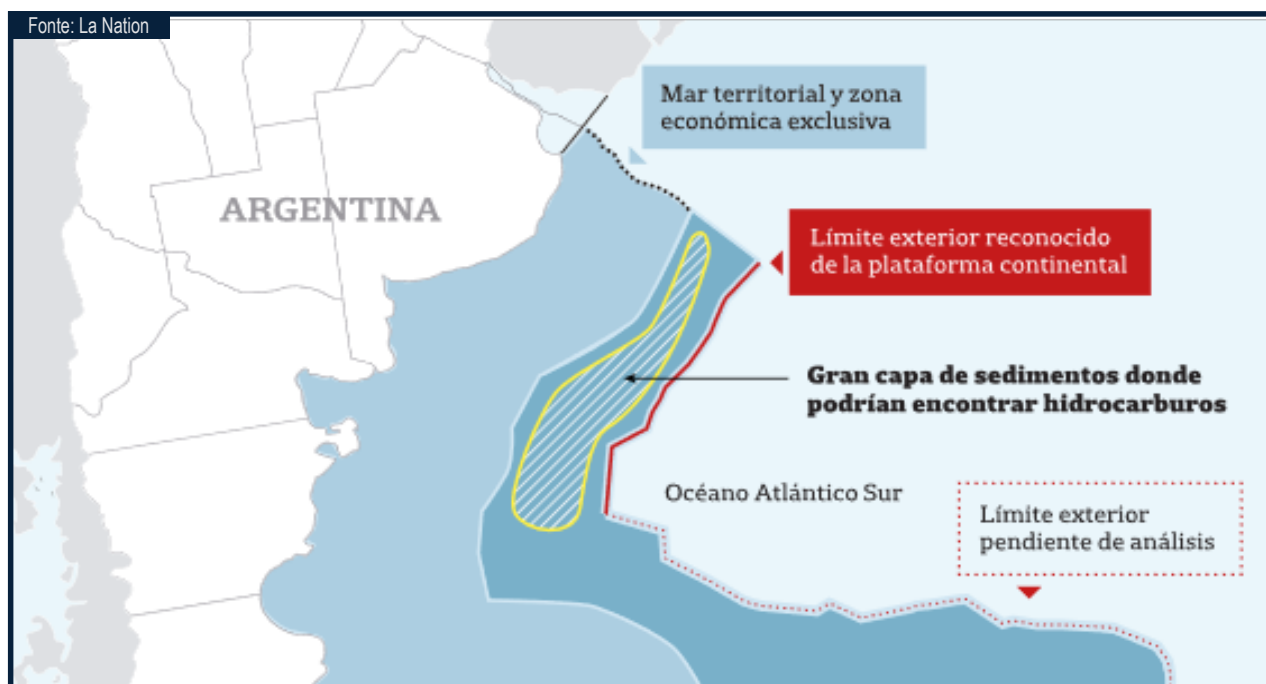 Fonte: La Nation
Mar territorial y zona
económica exclusiva
ARGENTINA
Límite exterior reconocido
de la plataforma continental
Gran capa de sedimentos donde
podrían encontrar hidrocarburos
Océano Atlántico Sur
Límite exterior
pendiente de análisis